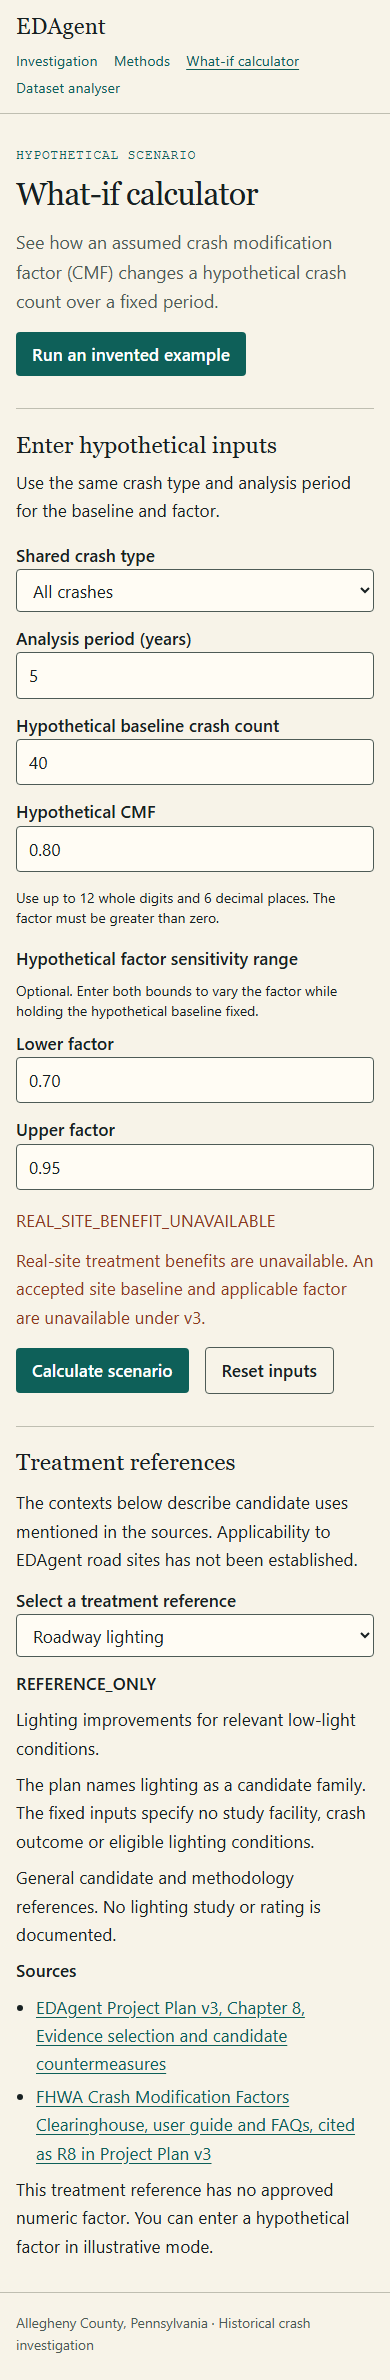 EDAgent
Investigation Methods What-if calculator
Dataset analyser
HYPOTHETICAL SCENARIO
What-if calculator
See how an assumed crash modification
factor (CMF) changes a hypothetical crash
count over a fixed period.
Run an invented example
Enter hypothetical inputs
Use the same crash type and analysis period
for the baseline and factor.
Shared crash type
All crashes
Analysis period (years)
5
Hypothetical baseline crash count
40
Hypothetical CMF
0.80
Use up to 12 whole digits and 6 decimal places. The
factor must be greater than zero.
Hypothetical factor sensitivity range
Optional. Enter both bounds to vary the factor while
holding the hypothetical baseline fixed.
Lower factor
0.70
Upper factor
0.95
REAL_SITE_BENEFIT_UNAVAILABLE
Real-site treatment benefits are unavailable. An
accepted site baseline and applicable factor
are unavailable under v3.
Calculate scenario Reset inputs
Treatment references
The contexts below describe candidate uses
mentioned in the sources. Applicability to
EDAgent road sites has not been established.
Select a treatment reference
Roadway lighting
REFERENCE_ONLY
Lighting improvements for relevant low-light
conditions.
The plan names lighting as a candidate family.
The fixed inputs specify no study facility, crash
outcome or eligible lighting conditions.
General candidate and methodology
references. No lighting study or rating is
documented.
Sources
• EDAgent Project Plan v3, Chapter 8,
Evidence selection and candidate
countermeasures
• FHWA Crash Modification Factors
Clearinghouse, user guide and FAQs, cited
as R8 in Project Plan v3
This treatment reference has no approved
numeric factor. You can enter a hypothetical
factor in illustrative mode.
Allegheny County, Pennsylvania · Historical crash
investigation